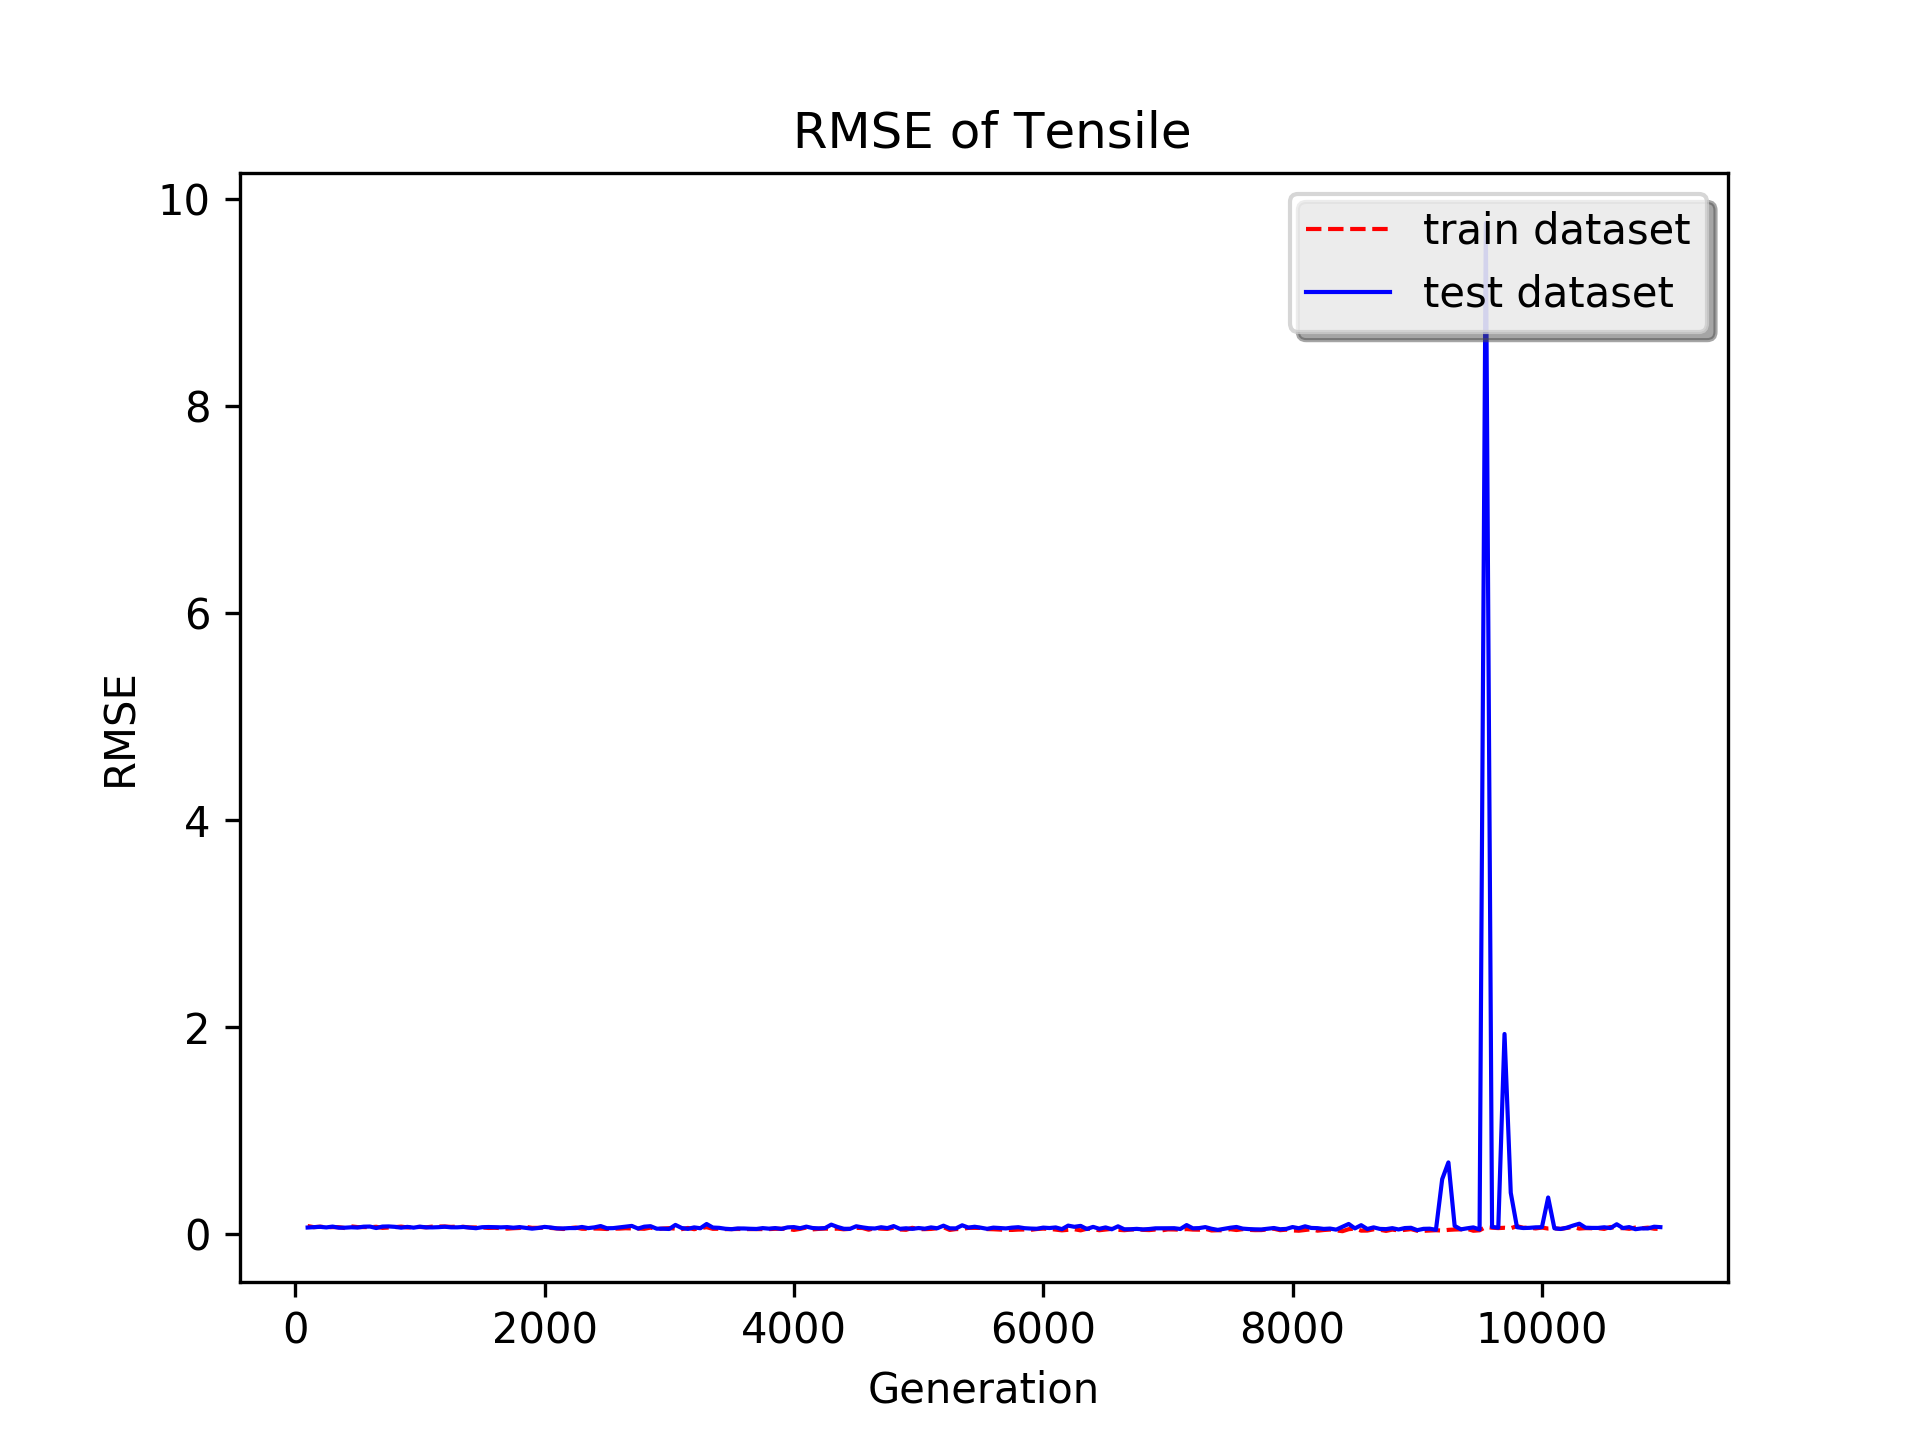 RMSE of Tensile
train dataset
test dataset
10
8
6
4
2
0
RMSE
0 2000 4000 6000 8000 10000
Generation